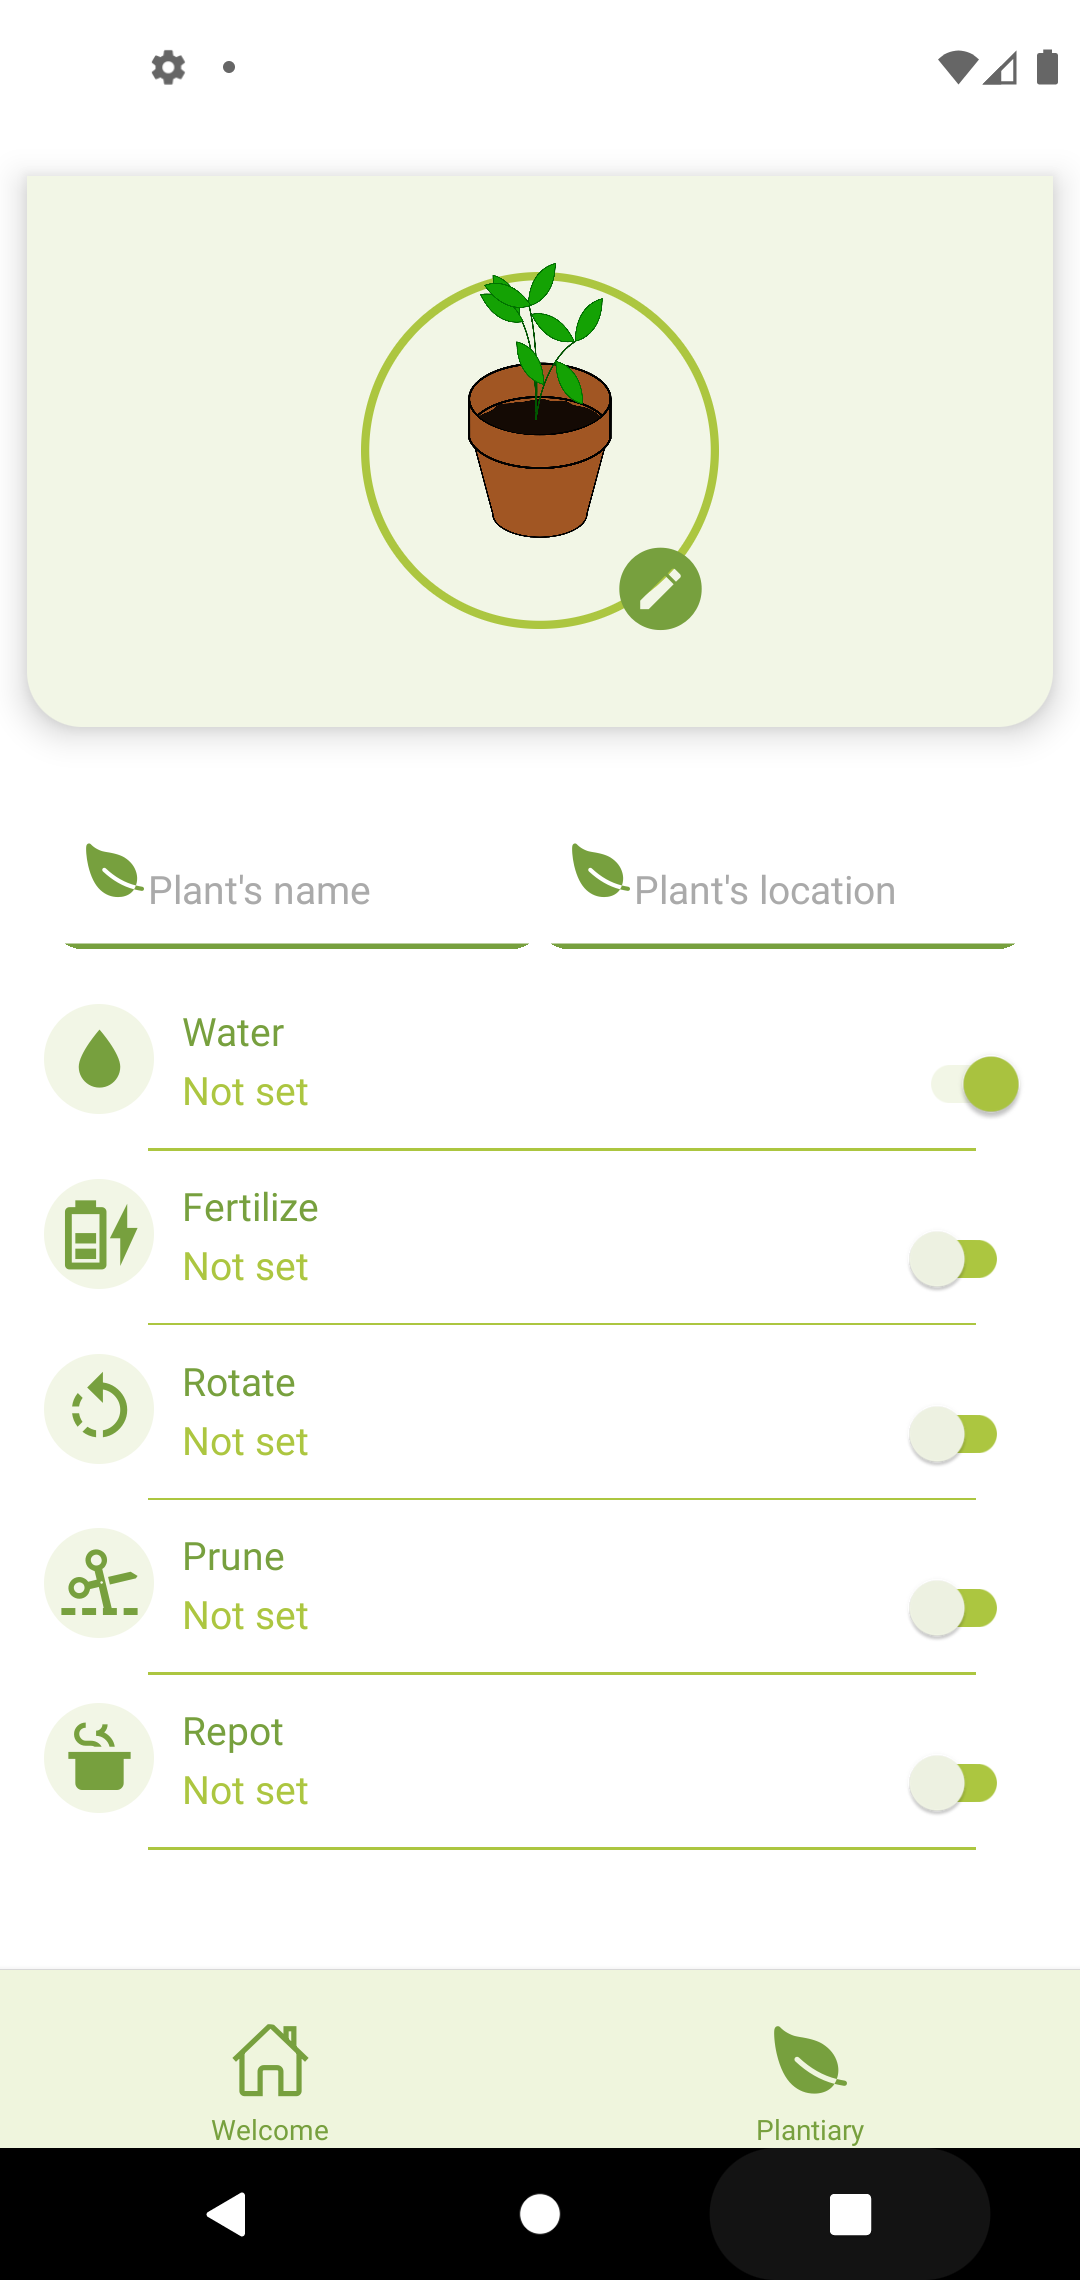 Plant's name
Plant's location
Water
Not set
Fertilize
Not set
Rotate
Not set
Prune
Not set
Repot
Not set
Welcome
Plantiary